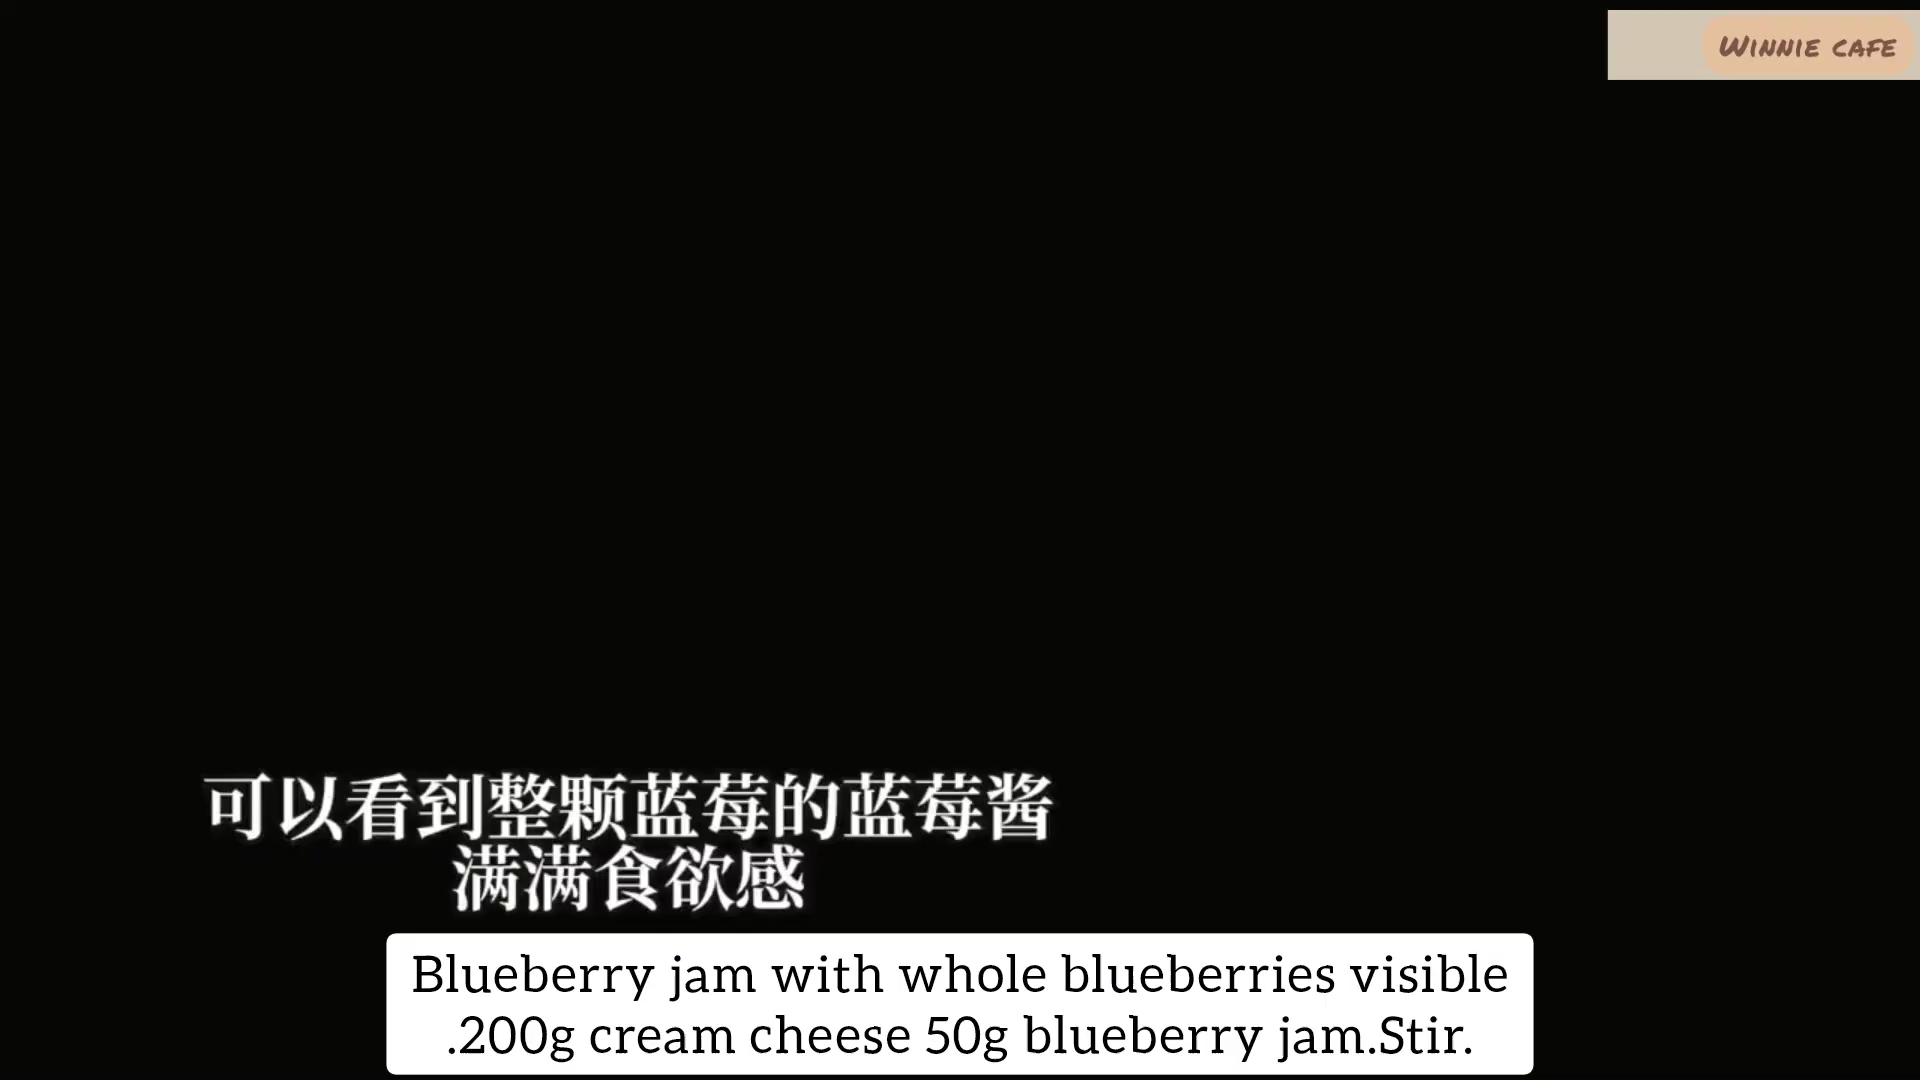 WINNIE CAFE
可以看到整颗蓝莓的蓝莓酱
满满食欲感
Blueberry jam with whole blueberries visible
.200g cream cheese 50g blueberry jam.Stir.